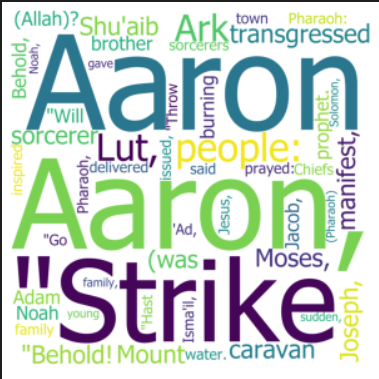 (Allah)?
Shu'aib
Ark
town
Pharaoh:
Behold,
Noah,
brother
sorcerers
transgressed
gave
Aaron
"Will
sorcerer
"Throw
burning
prophet,
Solomon,
inspired
Pharaoh,
Lut,
delivered
issued,
people:
said
prayed:
Chiefs
manifest,
Aaron,
"Go
(was
'Ad,
Jesus,
Jacob,
(Pharaoh)
Moses,
"Strike
Adam
Noah
family
family,
young
"Hast
Isma'il,
sudden,
Joseph,
"Behold!
Mount
water.
caravan